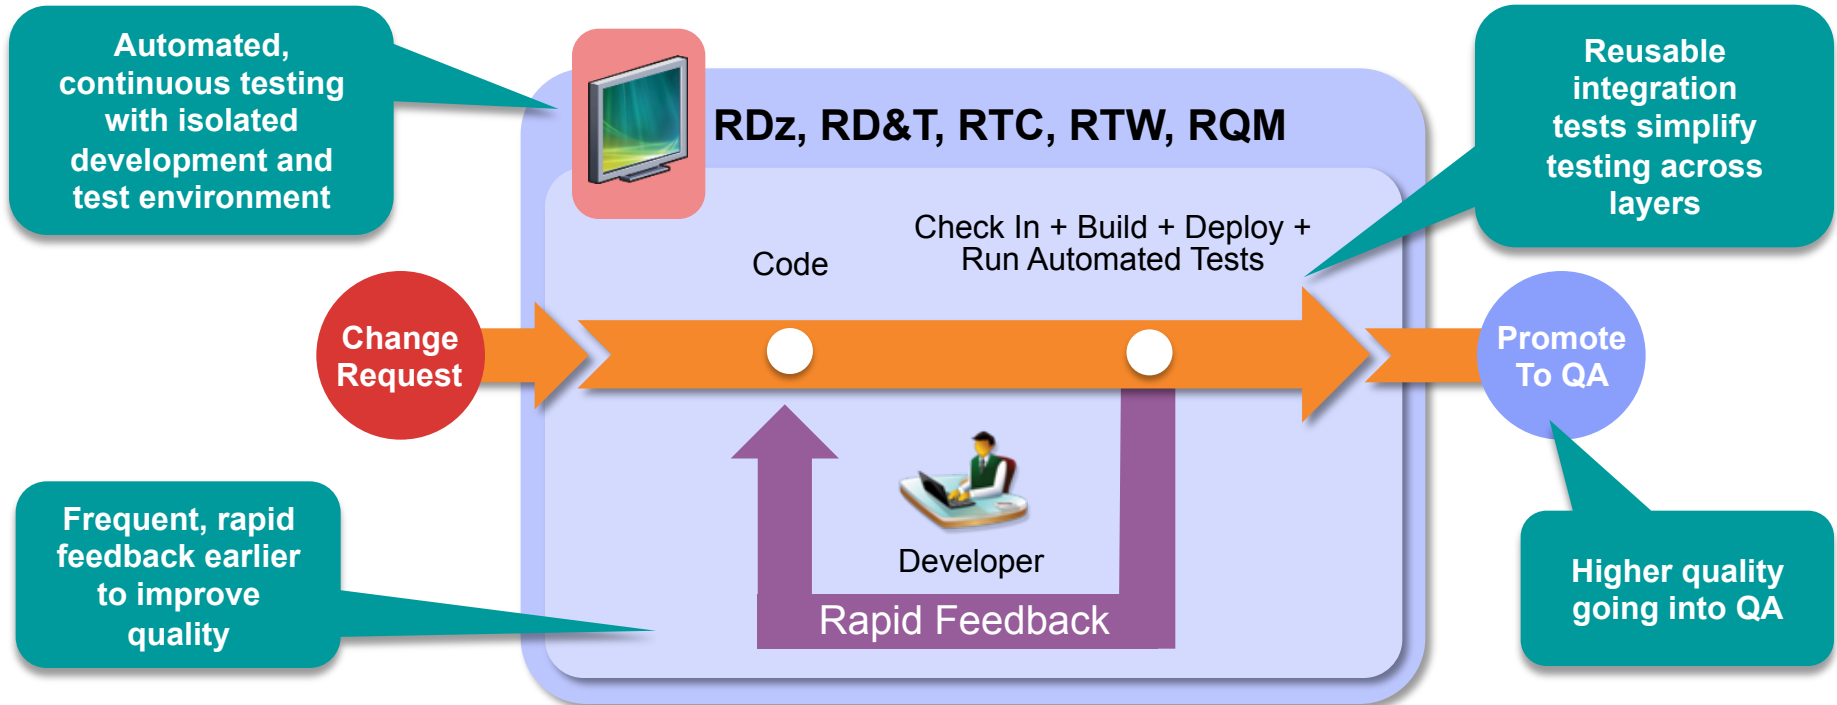 Automated,
continuous testing
with isolated
development and
test environment
RDz, RD&T, RTC, RTW, RQM
Reusable
integration
tests simplify
testing across
layers
Code
Check In + Build + Deploy +
Run Automated Tests
Change
Request
Promote
To QA
Developer
Rapid Feedback
Frequent, rapid
feedback earlier
to improve
quality
Higher quality
going into QA